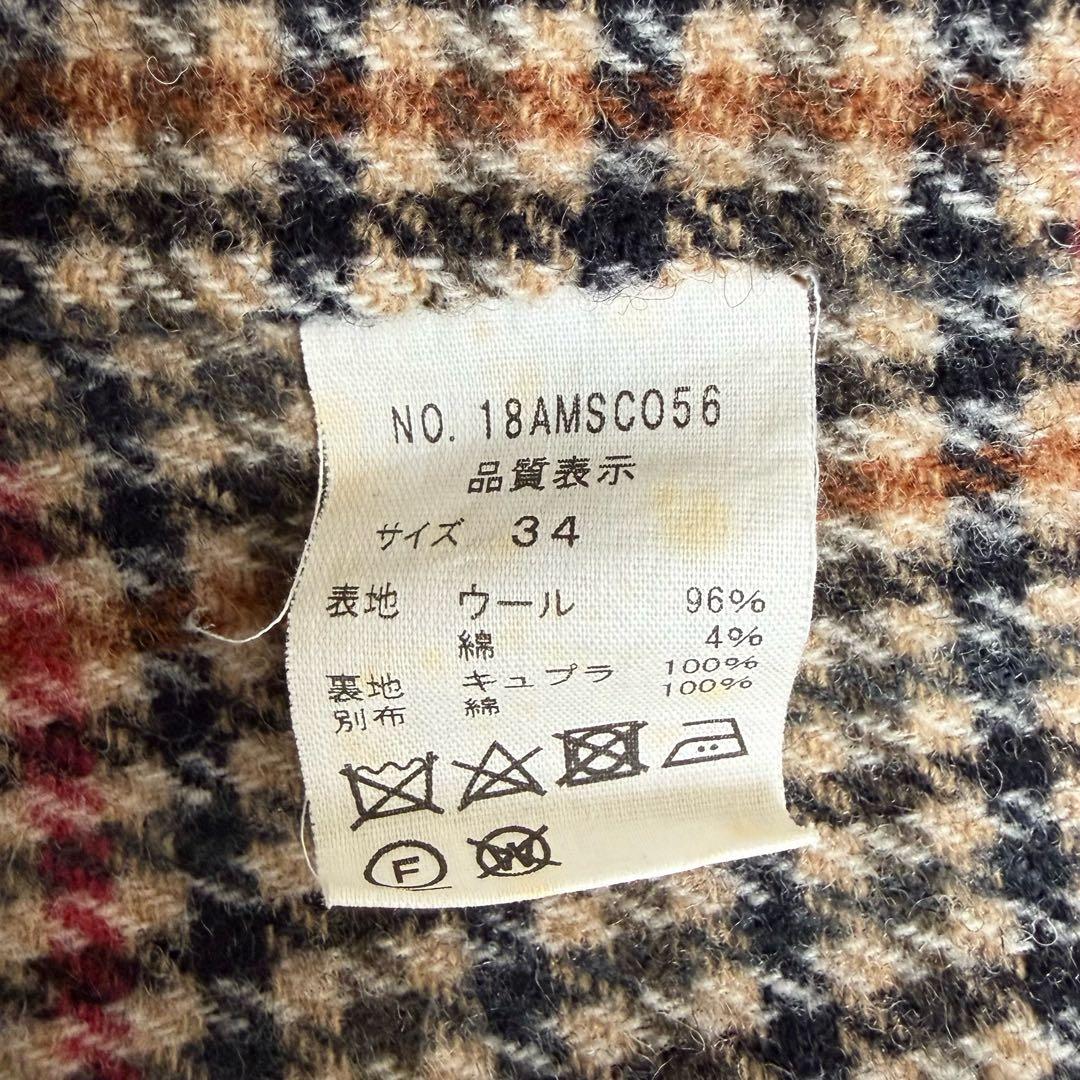 NO. 18AMSCO56
品質表示
サイズ 34
表地 ウール 96%
綿 4%
裏地 キュプラ 100%
別布 綿 100%
F
W